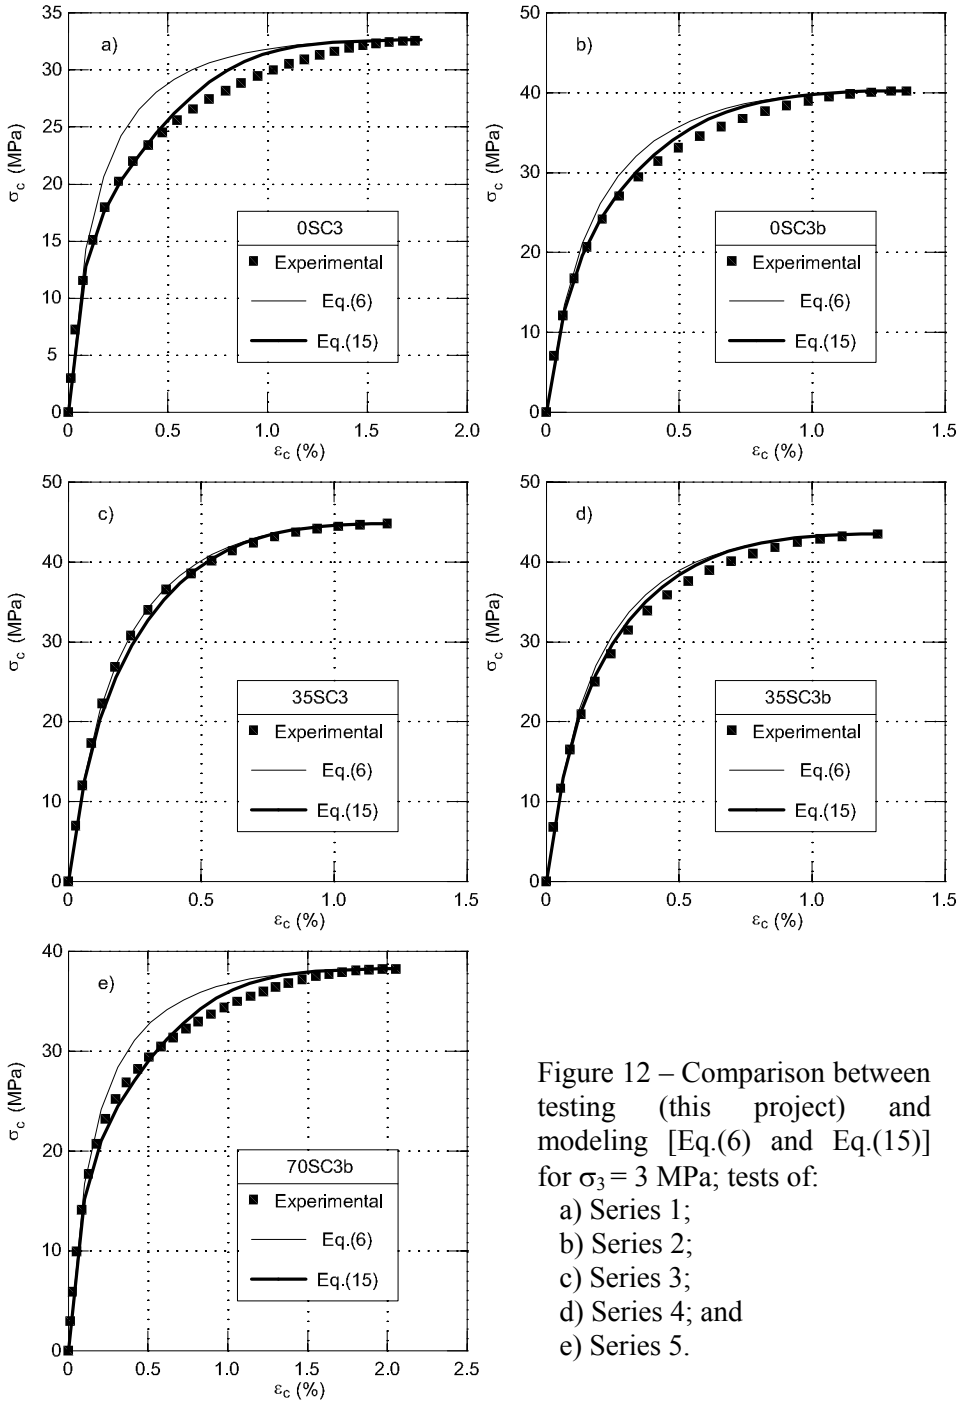 a)
σc (MPa)
35
30
25
20
15
10
5
0
0 0.5 1.0 1.5 2.0
εc (%)
0SC3
Experimental
Eq.(6)
Eq.(15)
b)
σc (MPa)
50
40
30
20
10
0
0 0.5 1.0 1.5
εc (%)
0SC3b
Experimental
Eq.(6)
Eq.(15)
c)
σc (MPa)
50
40
30
20
10
0
0 0.5 1.0 1.5
εc (%)
35SC3
Experimental
Eq.(6)
Eq.(15)
d)
σc (MPa)
50
40
30
20
10
0
0 0.5 1.0 1.5
εc (%)
35SC3b
Experimental
Eq.(6)
Eq.(15)
e)
σc (MPa)
40
30
20
10
0
0 0.5 1.0 1.5 2.0 2.5
εc (%)
70SC3b
Experimental
Eq.(6)
Eq.(15)
Figure 12 – Comparison between
testing (this project) and
modeling [Eq.(6) and Eq.(15)]
for σ3 = 3 MPa; tests of:
a) Series 1;
b) Series 2;
c) Series 3;
d) Series 4; and
e) Series 5.